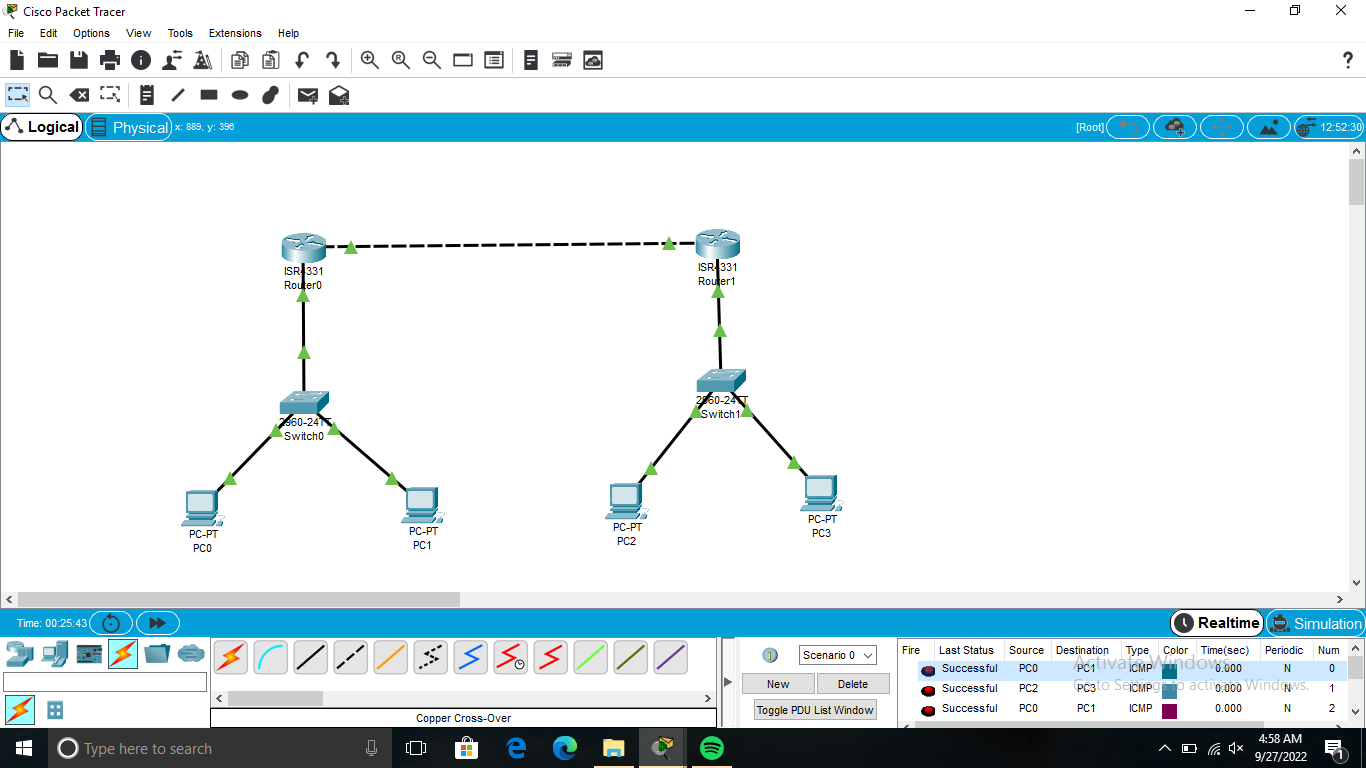 Cisco Packet Tracer
File Edit Options View Tools Extensions Help
Logical Physical x: 889, y: 396 [Root] 12:52:30
ISR4331
Router0
ISR4331
Router1
2960-24TT
Switch0
2960-24TT
Switch1
PC-PT
PC0
PC-PT
PC1
PC-PT
PC2
PC-PT
PC3
Time: 00:25:43 Realtime Simulation
Scenario 0
New Delete
Toggle PDU List Window
Copper Cross-Over
Fire Last Status Source Destination Type Color Time(sec) Periodic Num
Successful PC0 PC1 ICMP 0.000 N 0
Successful PC2 PC3 ICMP 0.000 N 1
Successful PC0 PC1 ICMP 0.000 N 2
Activate Windows
Go to Settings to activate Windows.
Type here to search
4:58 AM
9/27/2022
1